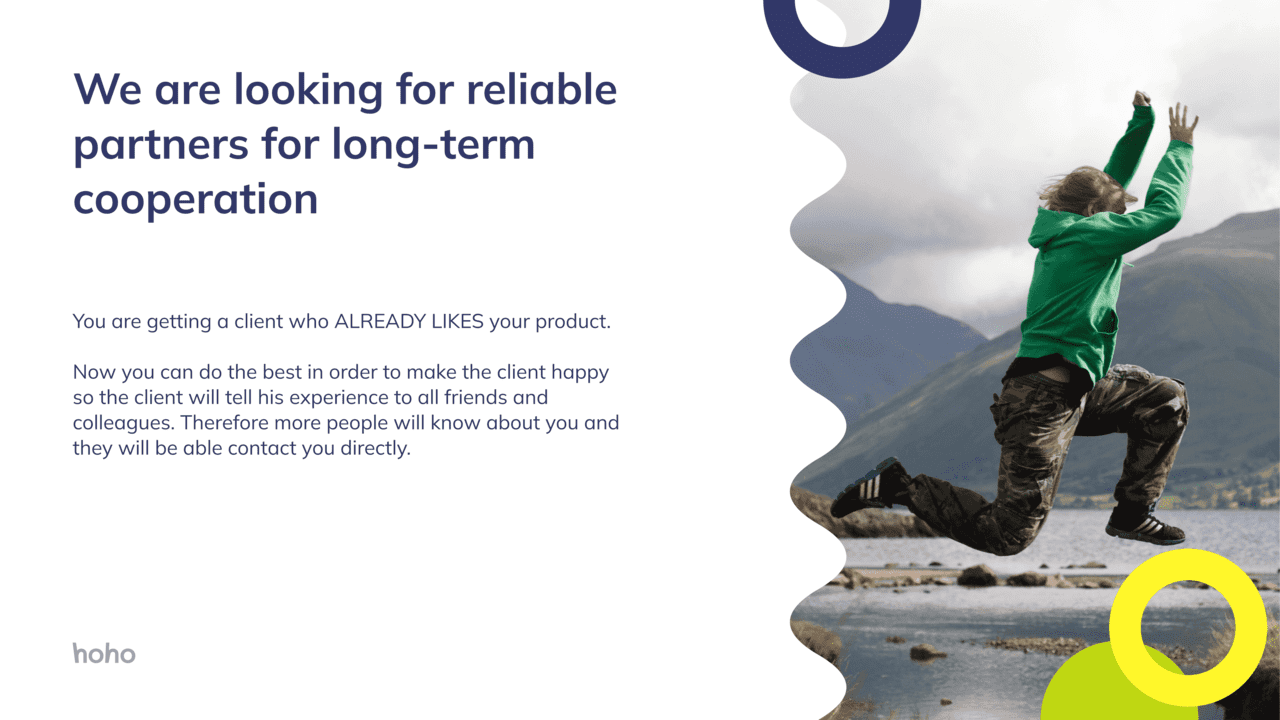 We are looking for reliable
partners for long-term
cooperation
You are getting a client who ALREADY LIKES your product.
Now you can do the best in order to make the client happy
so the client will tell his experience to all friends and
colleagues. Therefore more people will know about you and
they will be able contact you directly.
hoho